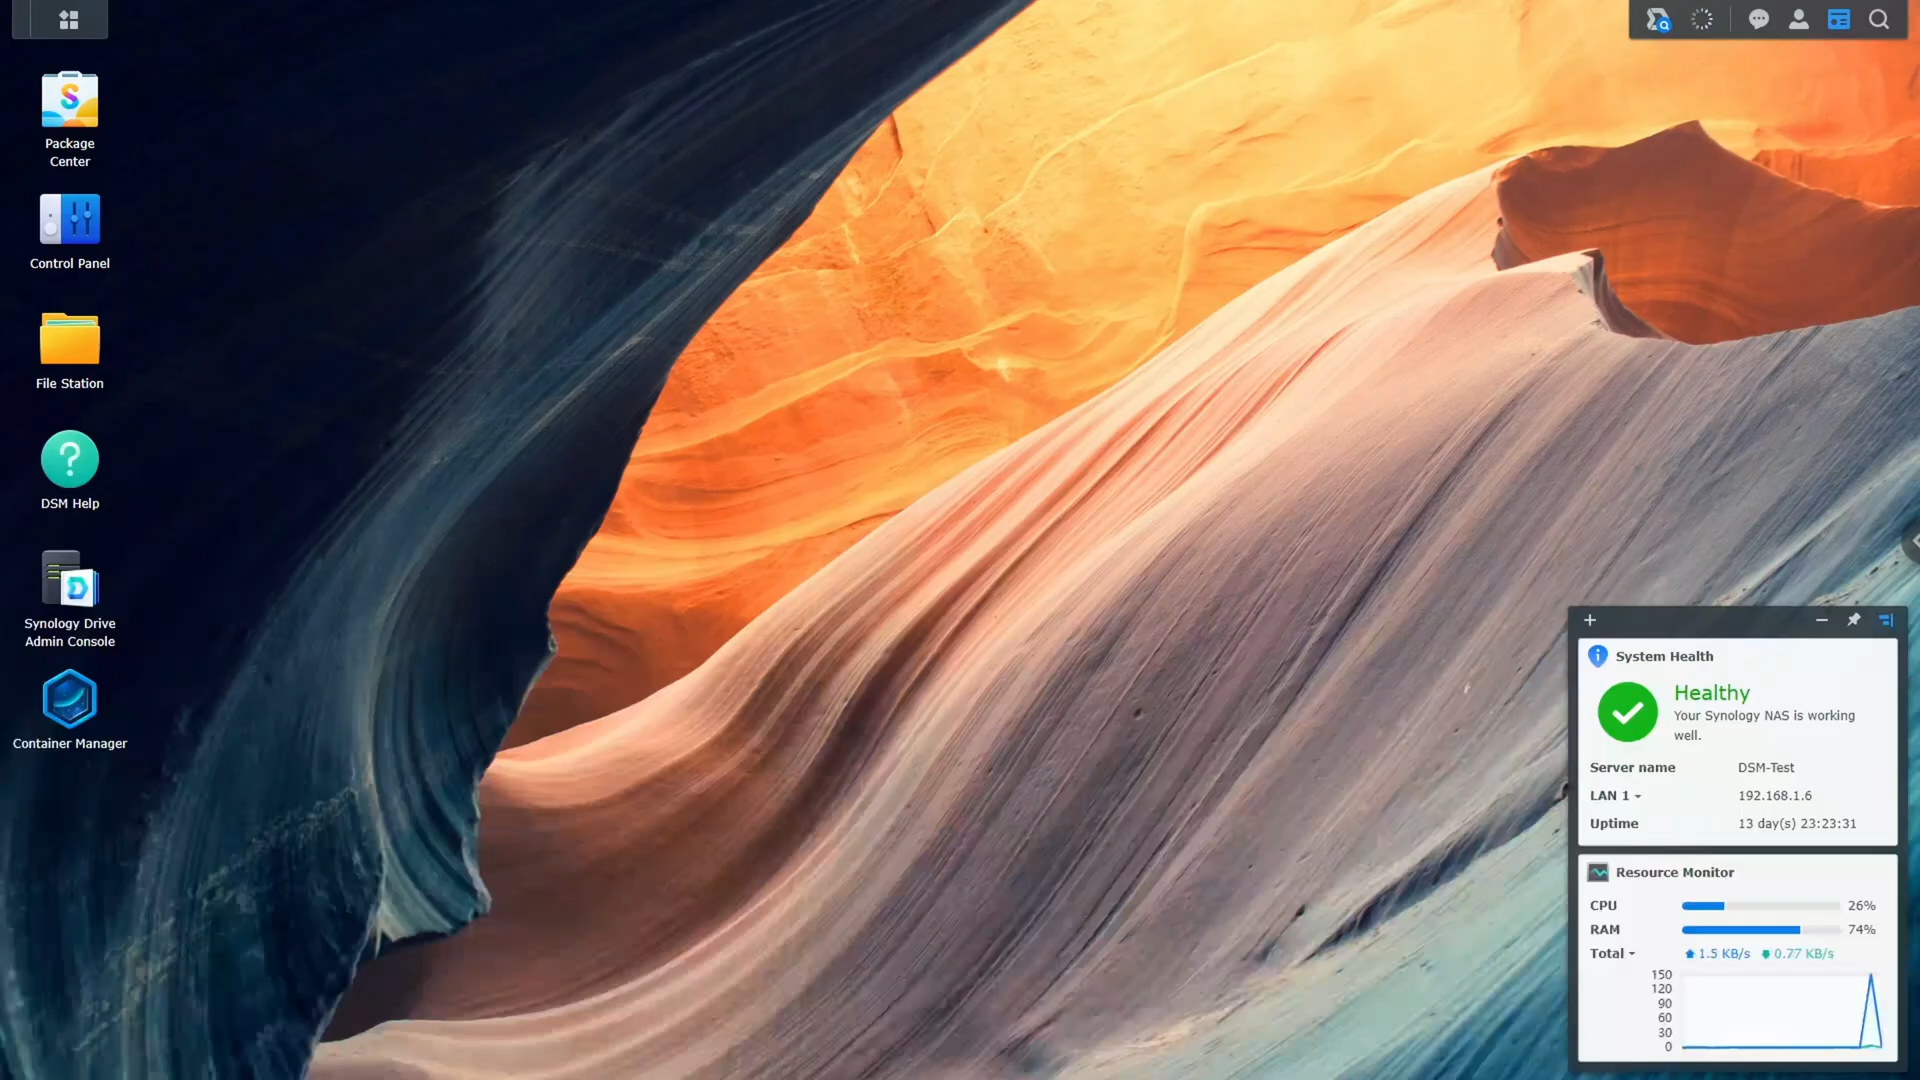 Package
Center
Control Panel
File Station
DSM Help
Synology Drive
Admin Console
Container Manager
System Health
Healthy
Your Synology NAS is working
well.
Server name DSM-Test
LAN 1 192.168.1.6
Uptime 13 day(s) 23:23:31
Resource Monitor
CPU 26%
RAM 74%
Total 1.5 KB/s 0.77 KB/s
150
120
90
60
30
0